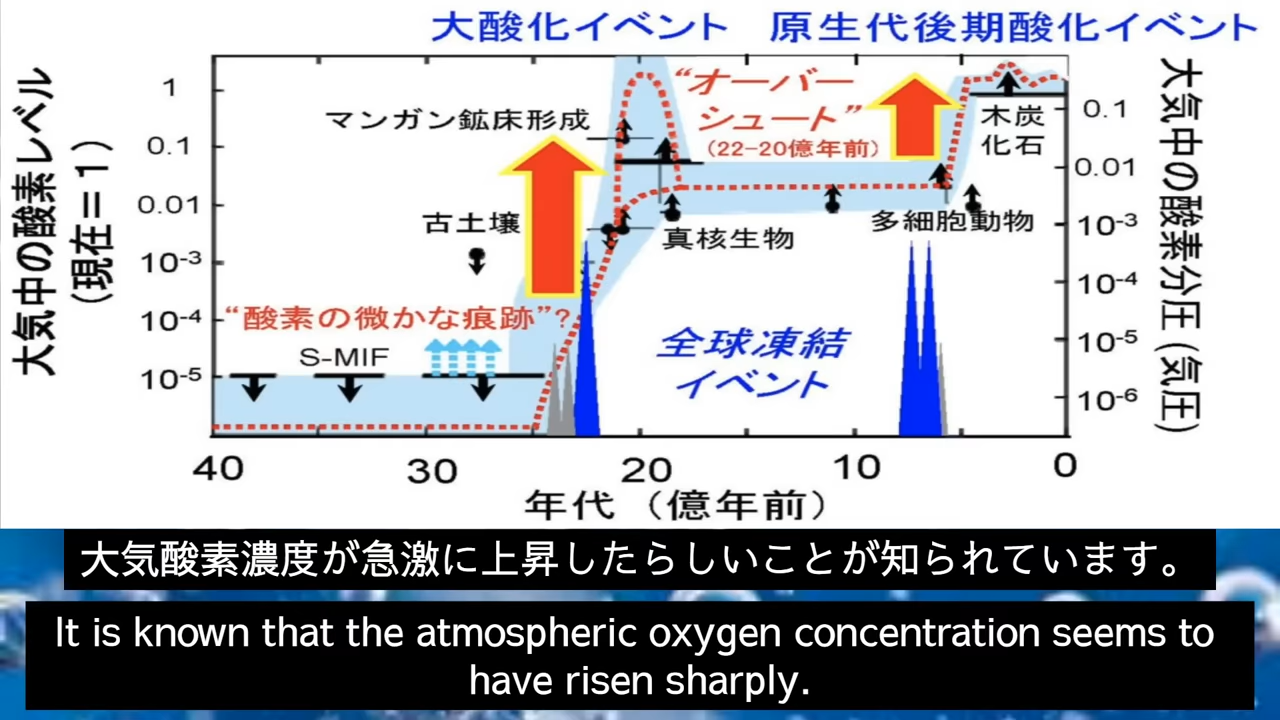 大酸化イベント 原生代後期酸化イベント
大気中の酸素レベル
(現在=1)
1
0.1
0.01
10-3
10-4
10-5
マンガン鉱床形成
古土壌
“酸素の微かな痕跡”?
S-MIF
“オーバー
シュート”
(22-20億年前)
真核生物
多細胞動物
木炭
化石
全球凍結
イベント
0.1
0.01
10-3
10-4
10-5
10-6
大気中の酸素分圧(気圧)
40 30 20 10 0
年代(億年前)
大気酸素濃度が急激に上昇したらしいことが知られています。
It is known that the atmospheric oxygen concentration seems to
have risen sharply.